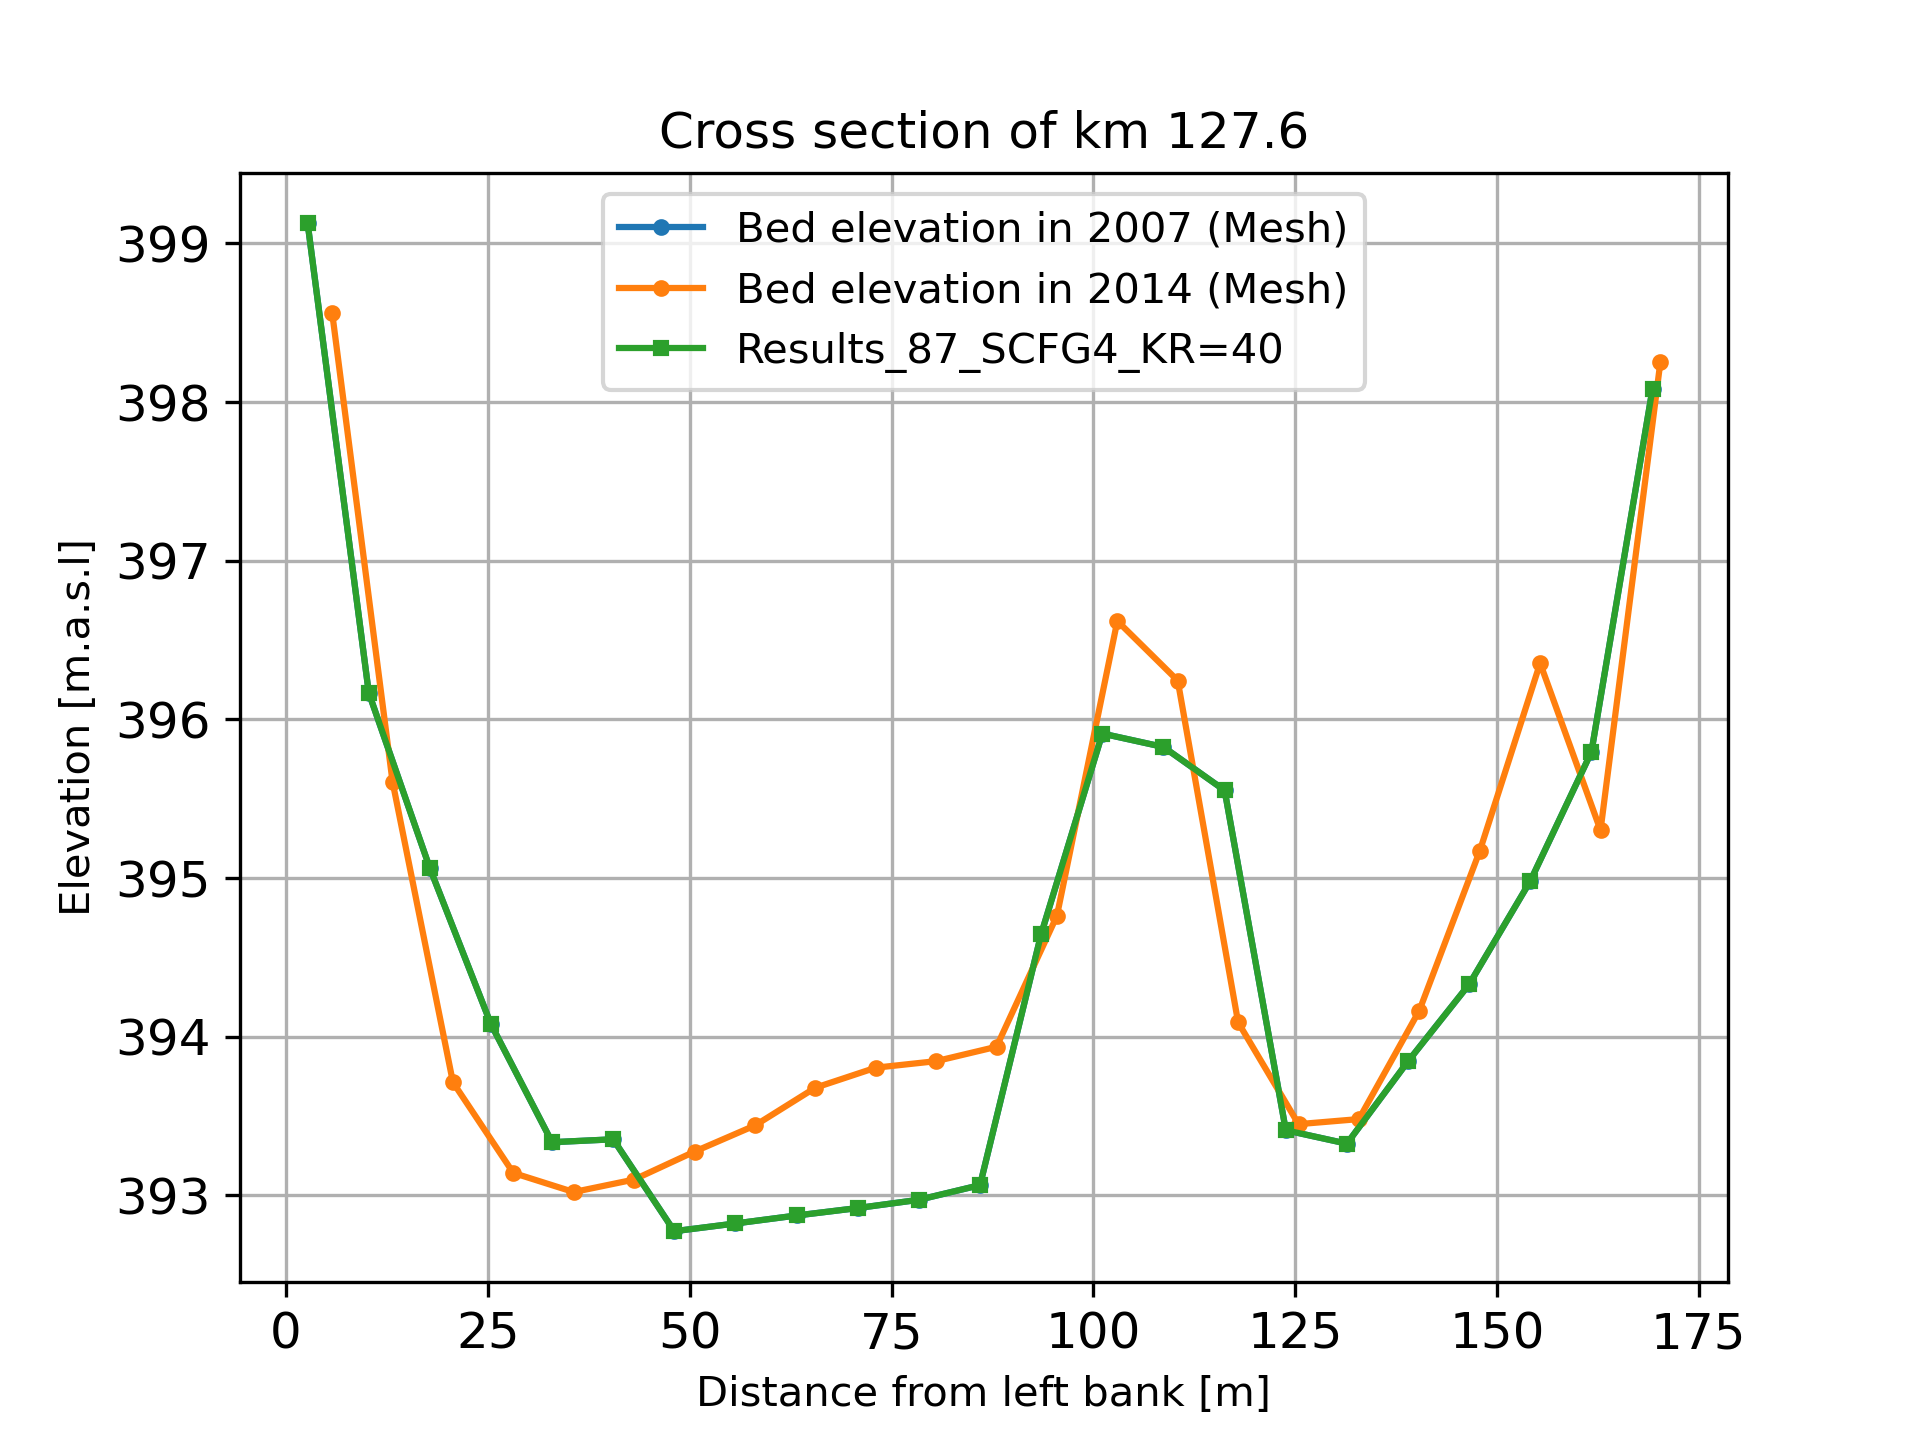 Cross section of km 127.6
Bed elevation in 2007 (Mesh)
Bed elevation in 2014 (Mesh)
Results_87_SCFG4_KR=40
Elevation [m.a.s.l]
399
398
397
396
395
394
393
0 25 50 75 100 125 150 175
Distance from left bank [m]